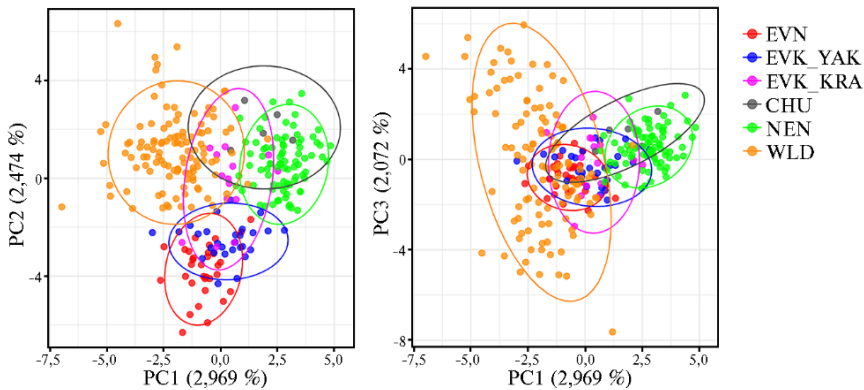 PC2 (2,474 %)
4
0
-4
-7,5
-5,0
-2,5
0,0
2,5
5,0
PC1 (2,969 %)
PC3 (2,072 %)
4
0
-4
-8
-7,5
-5,0
-2,5
0,0
2,5
5,0
PC1 (2,969 %)
EVN
EVK_YAK
EVK_KRA
CHU
NEN
WLD